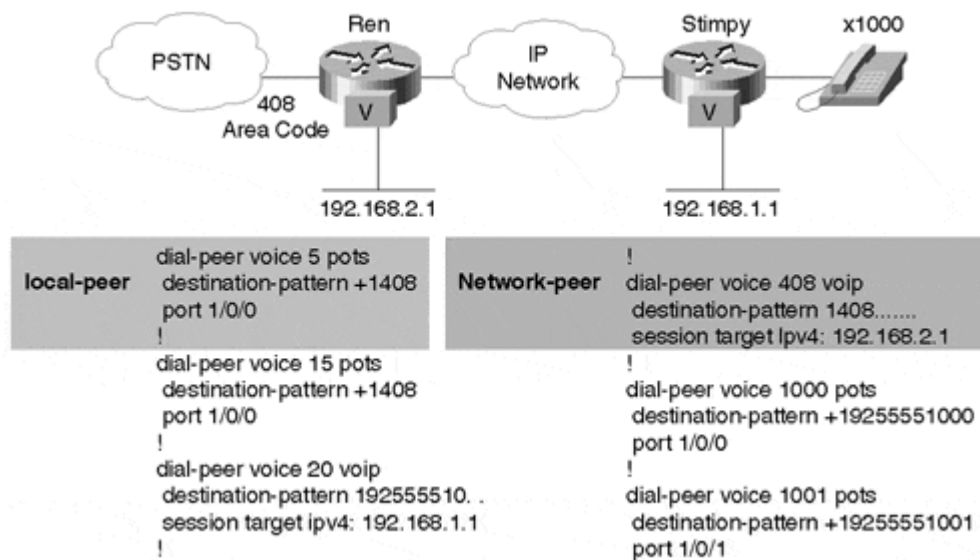 Ren
Stimpy
x1000
PSTN
IP
Network
408
Area Code
V
V
192.168.2.1
192.168.1.1
local-peer
dial-peer voice 5 pots
destination-pattern +1408
port 1/0/0
!
dial-peer voice 15 pots
destination-pattern +1408
port 1/0/0
!
dial-peer voice 20 voip
destination-pattern 192555510. .
session target ipv4: 192.168.1.1
!
Network-peer
!
dial-peer voice 408 voip
destination-pattern 1408.......
session target Ipv4: 192.168.2.1
!
dial-peer voice 1000 pots
destination-pattern +19255551000
port 1/0/0
!
dial-peer voice 1001 pots
destination-pattern +19255551001
port 1/0/1